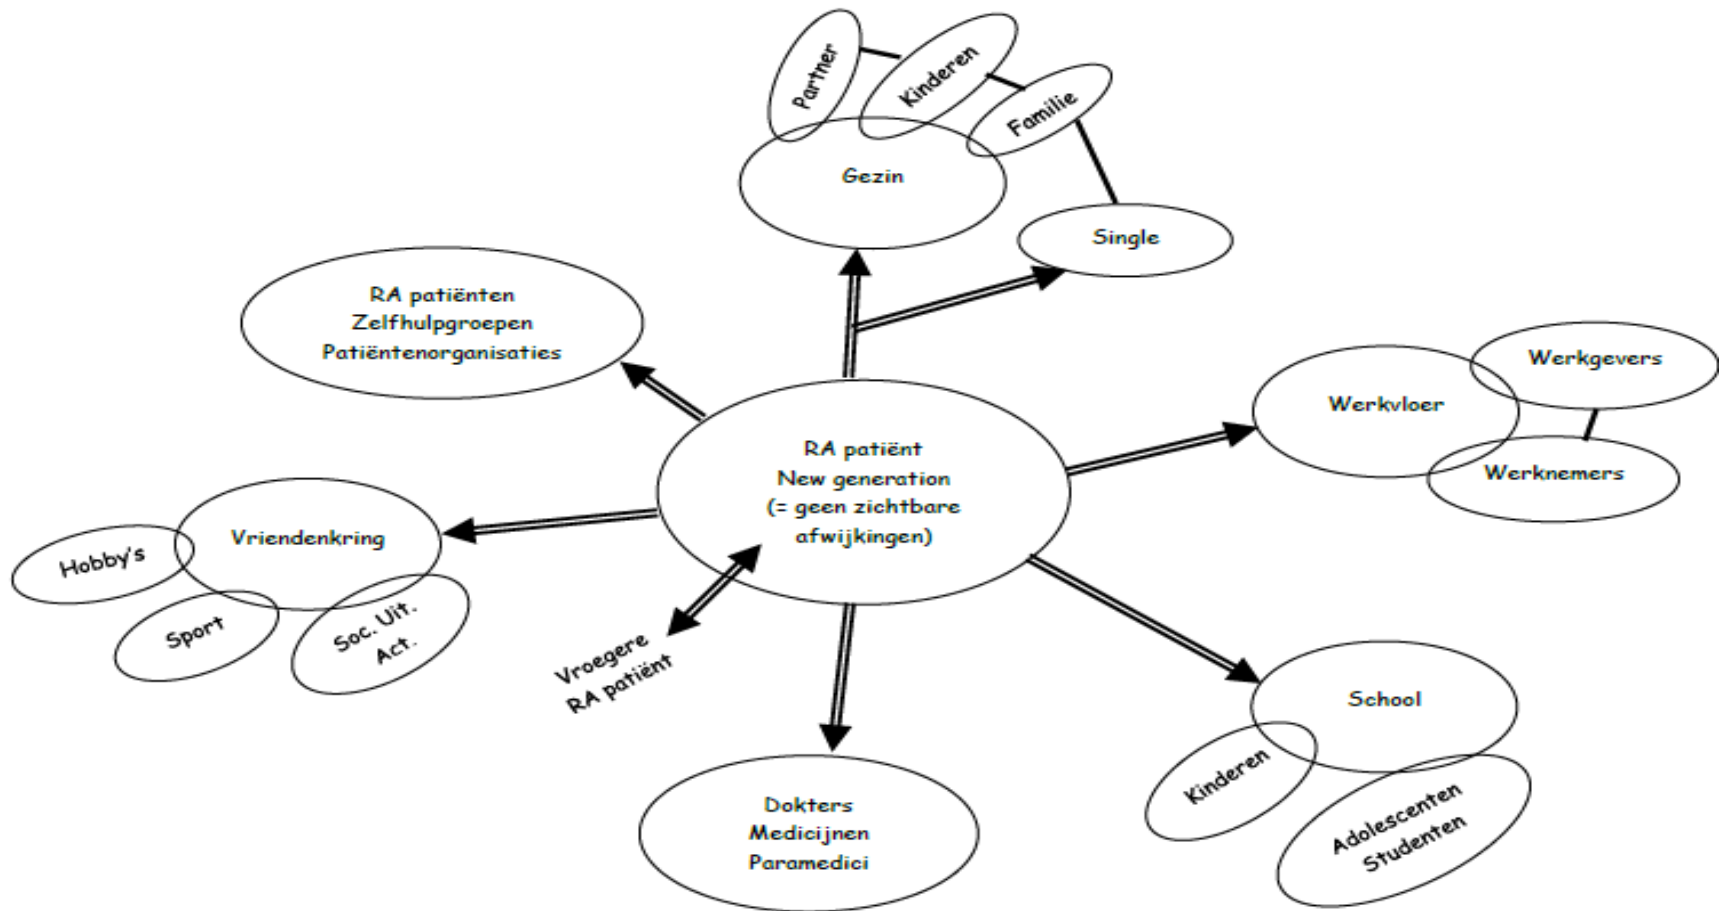 Partner
Kinderen
Familie
Gezin
Single
RA patiënten
Zelfhulpgroepen
Patiëntenorganisaties
Werkgevers
Werkvloer
Werknemers
RA patiënt
New generation
(= geen zichtbare
afwijkingen)
Vriendenkring
Hobby's
Sport
Soc. Uit.
Act.
Vroegere
RA patiënt
School
Kinderen
Adolescenten
Studenten
Dokters
Medicijnen
Paramedici